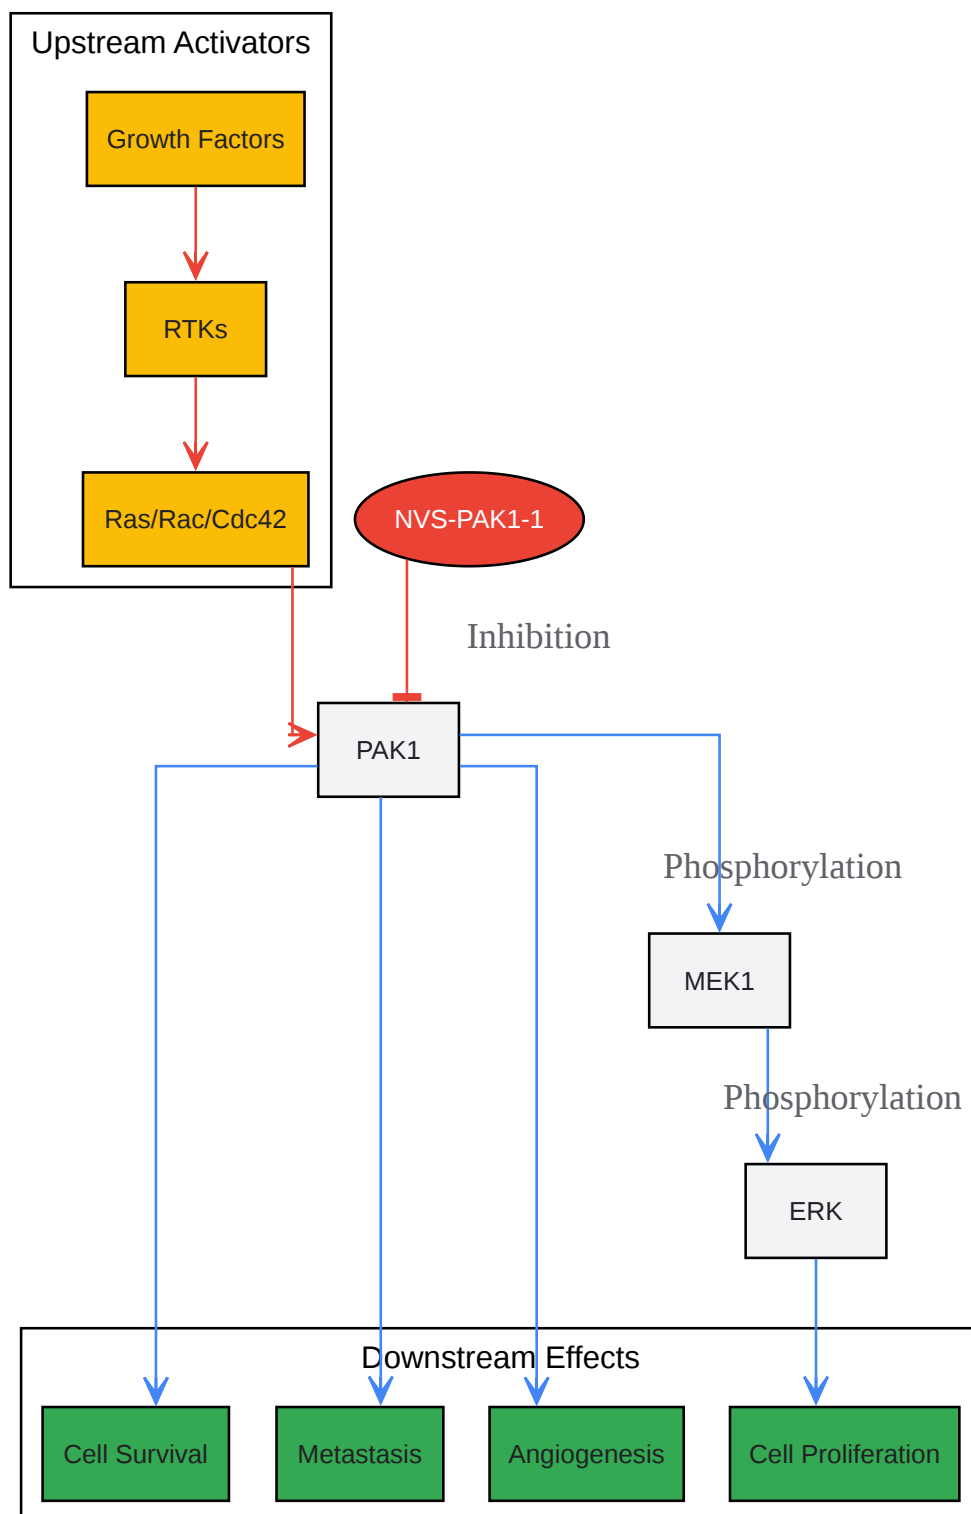 Upstream Activators
Growth Factors
RTKs
Ras/Rac/Cdc42
NVS-PAK1-1
Inhibition
PAK1
Phosphorylation
MEK1
Phosphorylation
ERK
Downstream Effects
Cell Survival
Metastasis
Angiogenesis
Cell Proliferation